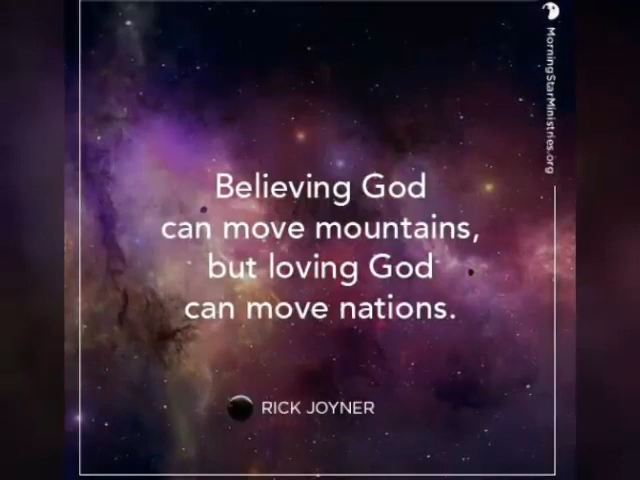 Believing God
can move mountains,
but loving God
can move nations.
RICK JOYNER
MorningStarMinistries.org